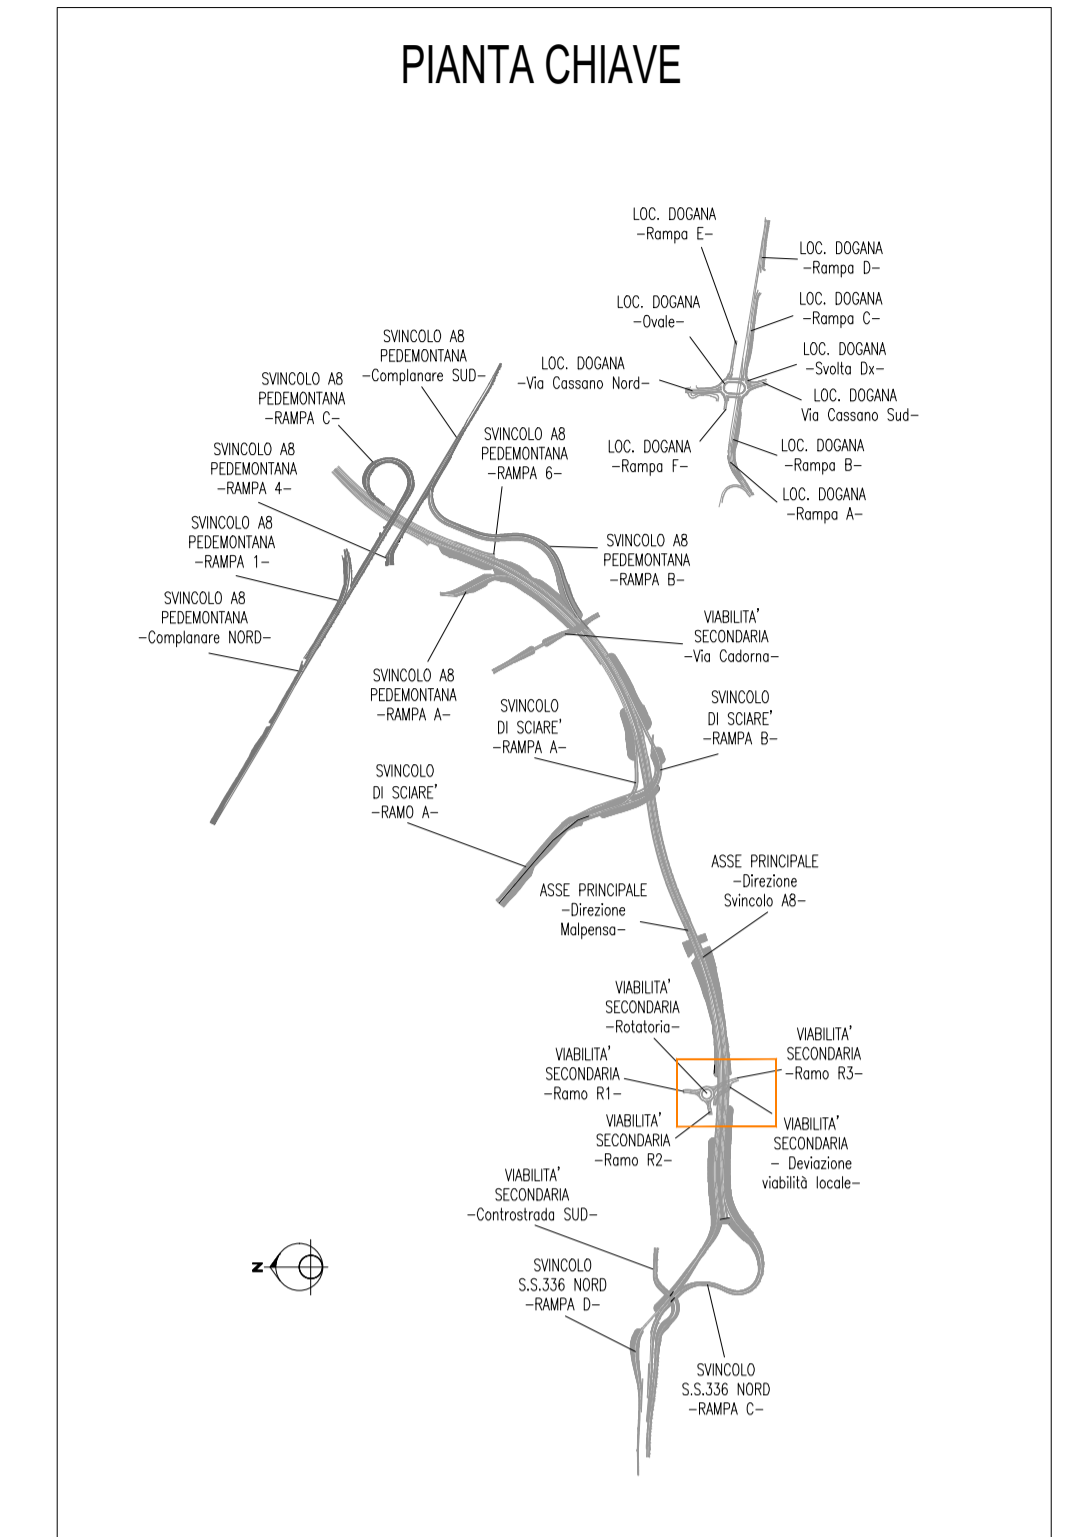 PIANTA CHIAVE
LOC. DOGANA
-Rampa E-
LOC. DOGANA
-Rampa D-
LOC. DOGANA
-Ovale-
LOC. DOGANA
-Rampa C-
SVINCOLO A8
PEDEMONTANA
-Complanare SUD-
LOC. DOGANA
-Via Cassano Nord-
LOC. DOGANA
-Svolta Dx-
SVINCOLO A8
PEDEMONTANA
-RAMPA C-
LOC. DOGANA
Via Cassano Sud-
SVINCOLO A8
PEDEMONTANA
-RAMPA 4-
SVINCOLO A8
PEDEMONTANA
-RAMPA 6-
LOC. DOGANA
-Rampa F-
LOC. DOGANA
-Rampa B-
LOC. DOGANA
-Rampa A-
SVINCOLO A8
PEDEMONTANA
-RAMPA 1-
SVINCOLO A8
PEDEMONTANA
-RAMPA B-
SVINCOLO A8
PEDEMONTANA
-Complanare NORD-
VIABILITA'
SECONDARIA
-Via Cadorna-
SVINCOLO A8
PEDEMONTANA
-RAMPA A-
SVINCOLO
DI SCIARE'
-RAMPA A-
SVINCOLO
DI SCIARE'
-RAMPA B-
SVINCOLO
DI SCIARE'
-RAMO A-
ASSE PRINCIPALE
-Direzione
Svincolo A8-
ASSE PRINCIPALE
-Direzione
Malpensa-
VIABILITA'
SECONDARIA
-Rotatoria-
VIABILITA'
SECONDARIA
-Ramo R3-
VIABILITA'
SECONDARIA
-Ramo R1-
VIABILITA'
SECONDARIA
-Ramo R2-
VIABILITA'
SECONDARIA
- Deviazione
viabilità locale-
VIABILITA'
SECONDARIA
-Controstrada SUD-
N
SVINCOLO
S.S.336 NORD
-RAMPA D-
SVINCOLO
S.S.336 NORD
-RAMPA C-